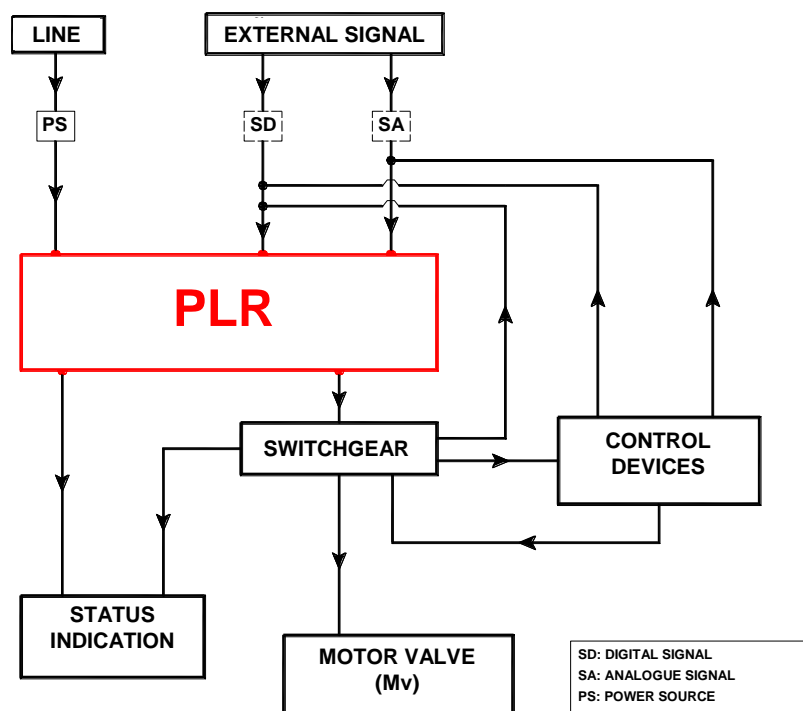 LINE
EXTERNAL SIGNAL
PS
SD
SA
PLR
SWITCHGEAR
CONTROL
DEVICES
STATUS
INDICATION
MOTOR VALVE
(Mv)
SD: DIGITAL SIGNAL
SA: ANALOGUE SIGNAL
PS: POWER SOURCE